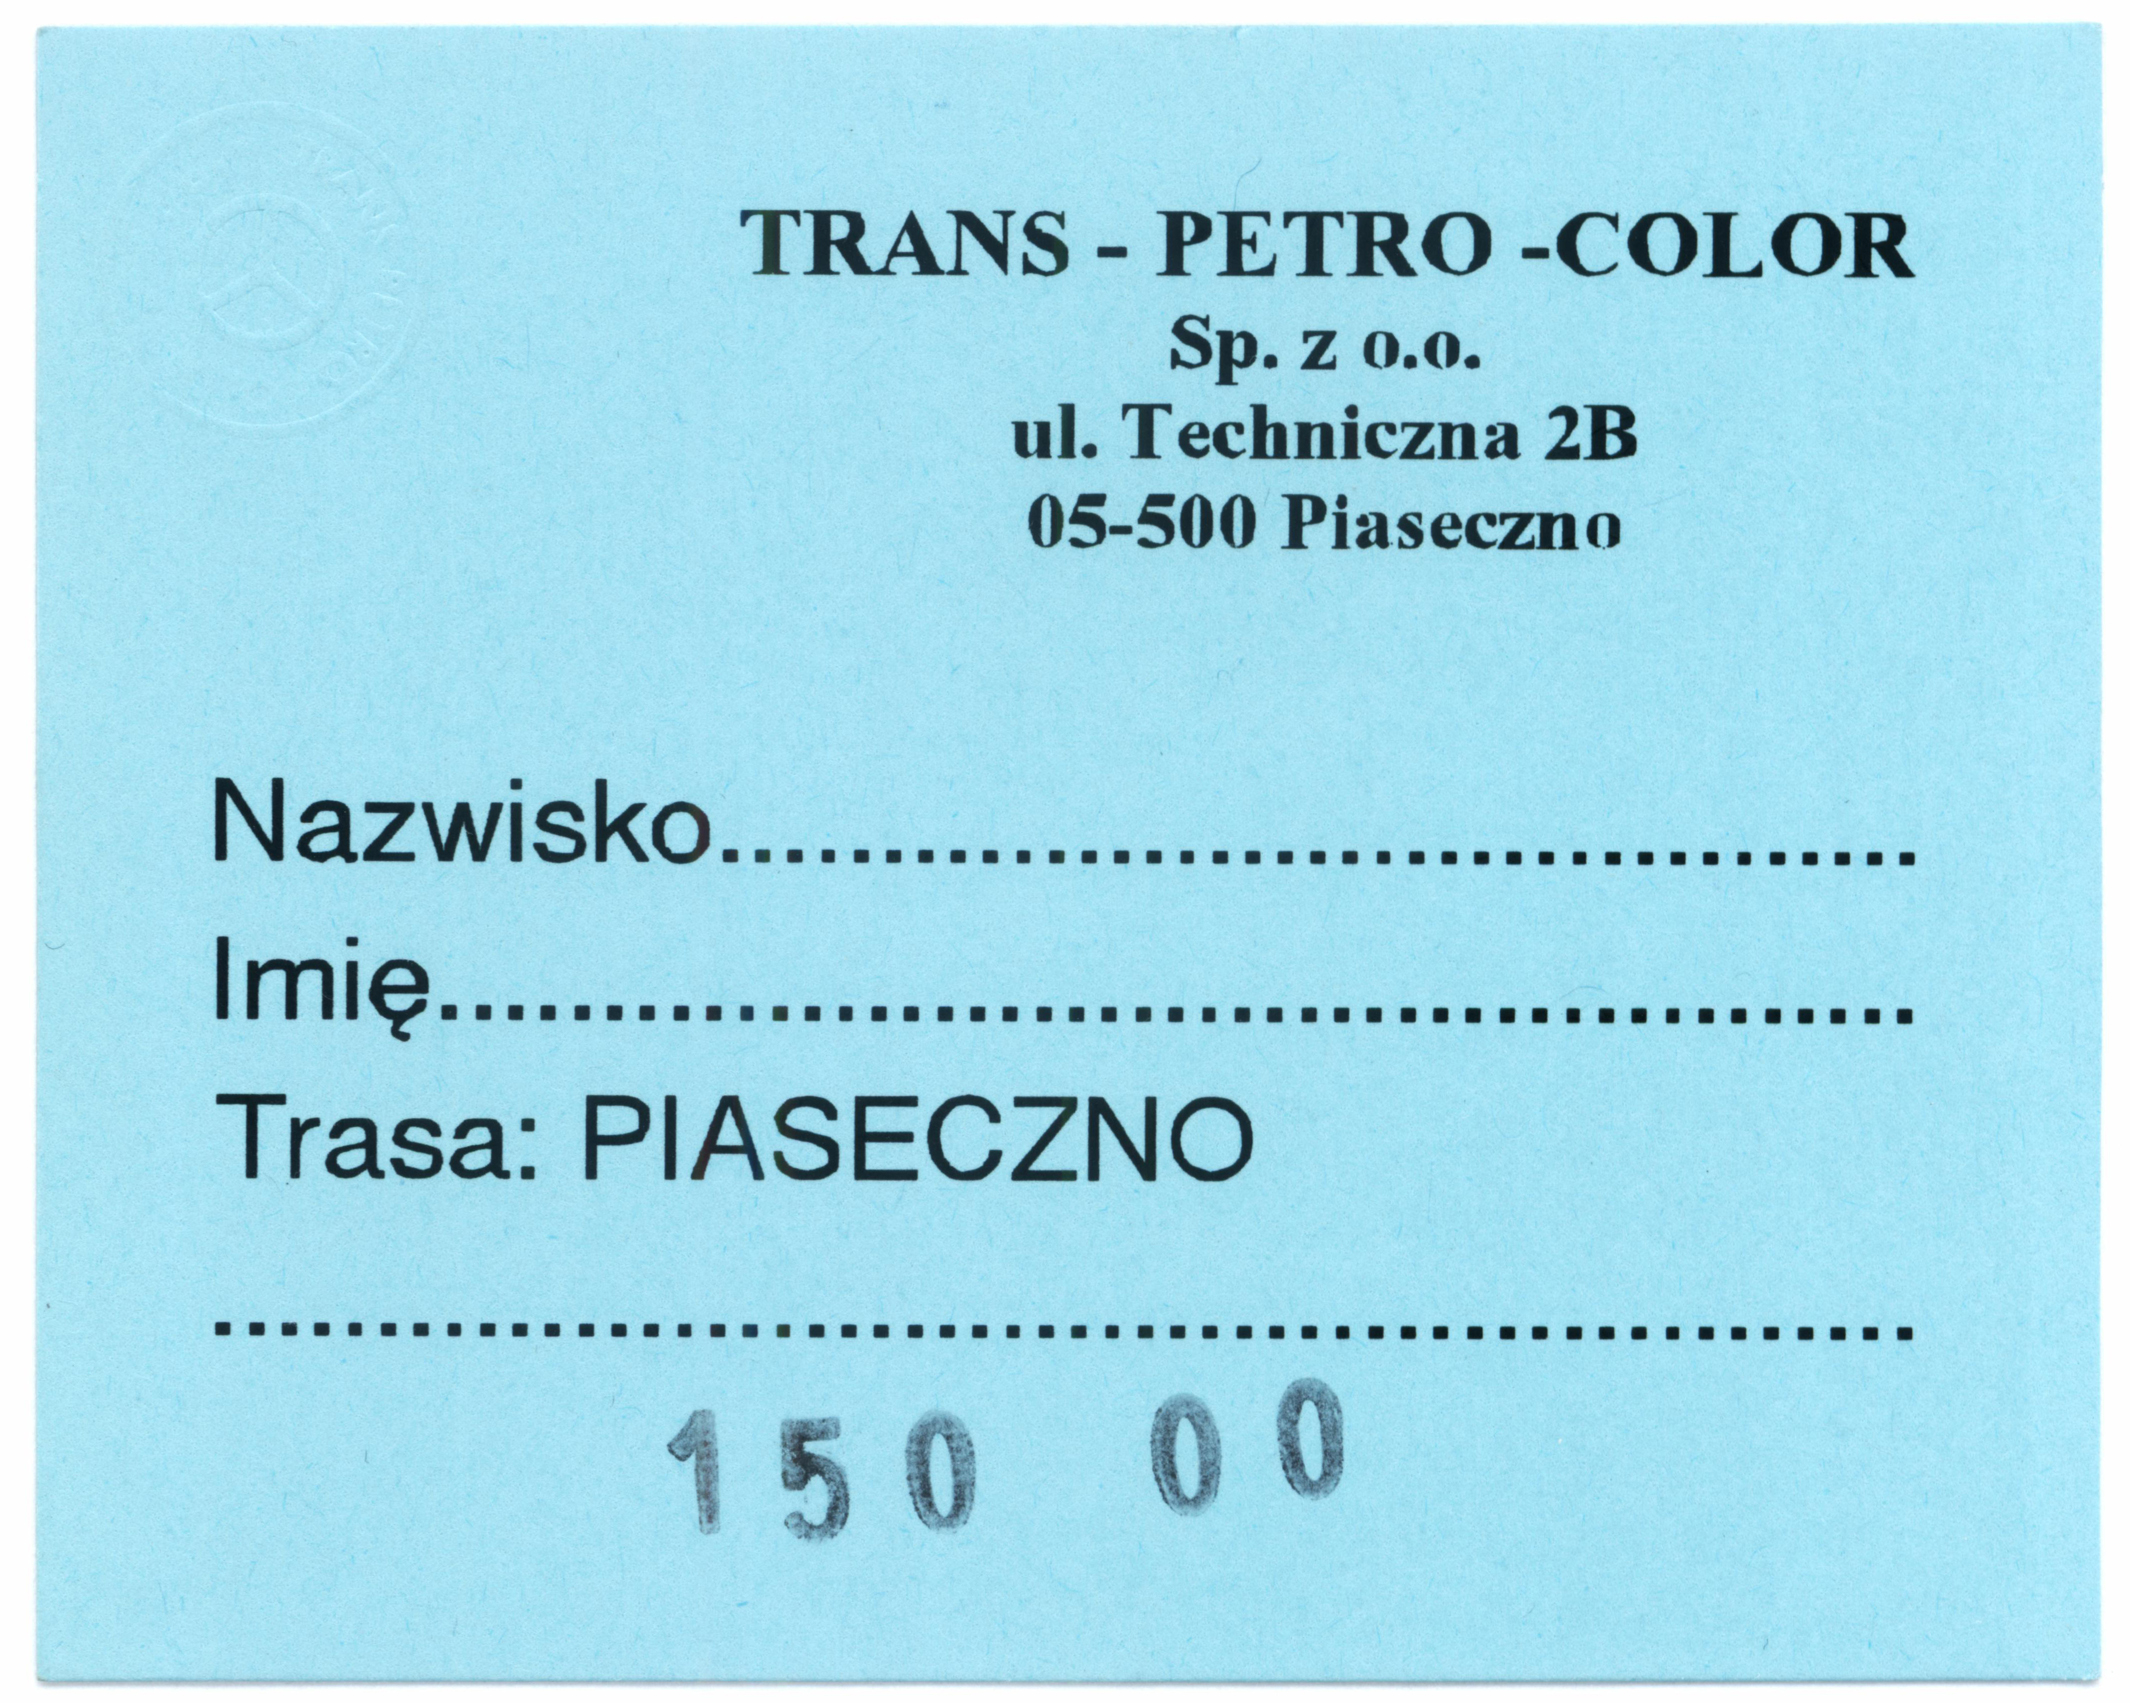 TRANS - PETRO -COLOR
Sp. z o.o.
ul. Techniczna 2B
05-500 Piaseczno
Nazwisko.....................................
Imię.............................................
Trasa: PIASECZNO
....................................................
150 00